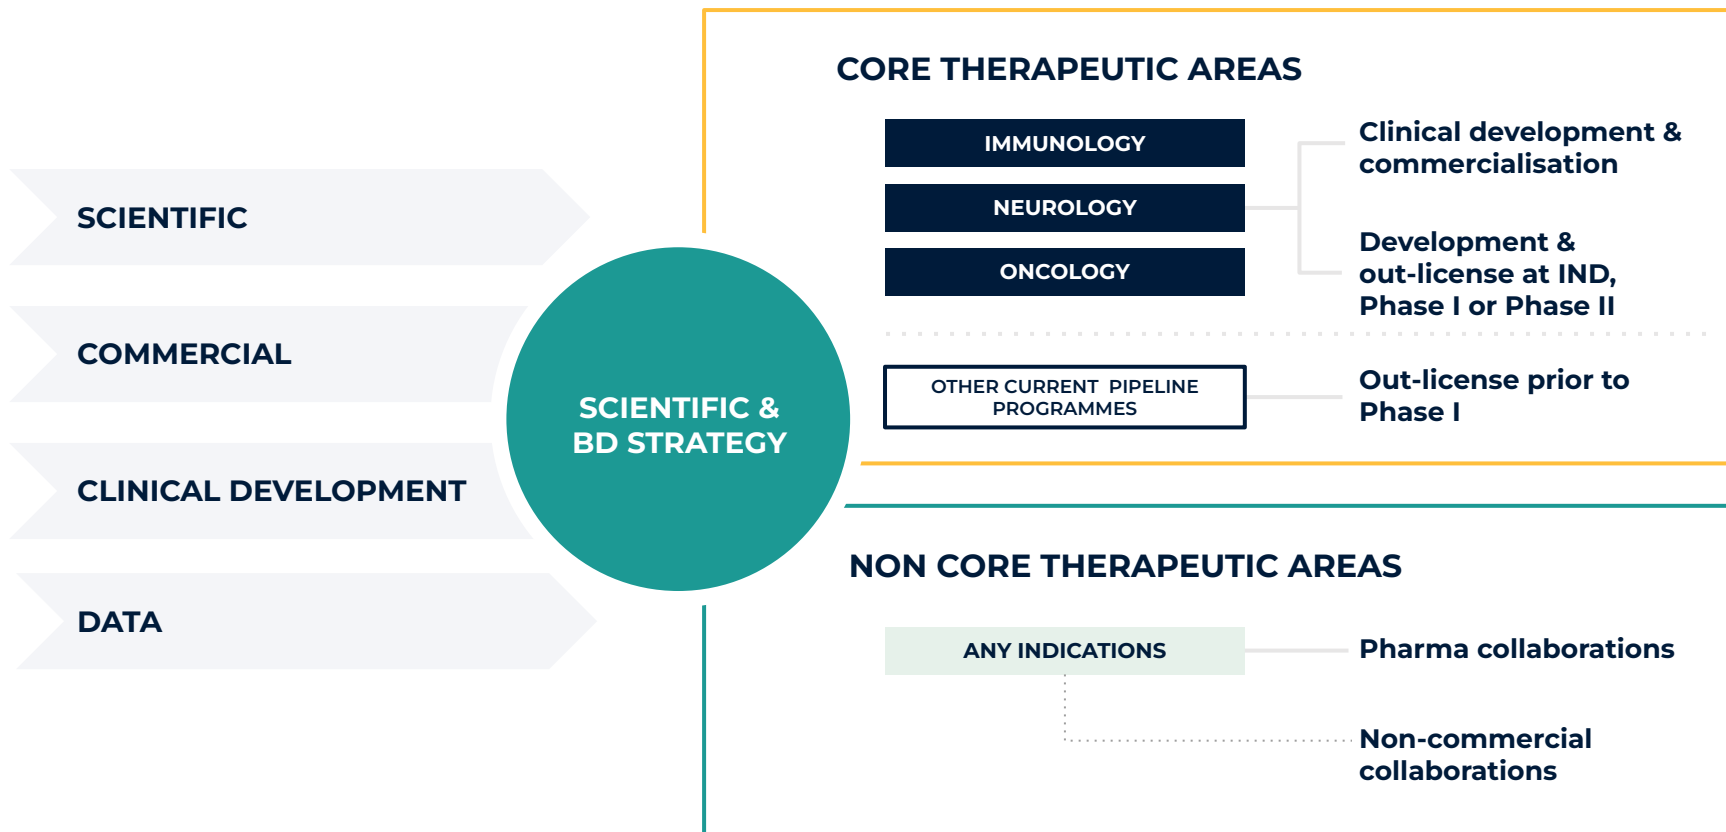 SCIENTIFIC
COMMERCIAL
CLINICAL DEVELOPMENT
DATA
SCIENTIFIC &
BD STRATEGY
CORE THERAPEUTIC AREAS
IMMUNOLOGY
NEUROLOGY
ONCOLOGY
Clinical development &
commercialisation
Development &
out-license at IND,
Phase I or Phase II
OTHER CURRENT PIPELINE
PROGRAMMES
Out-license prior to
Phase I
NON CORE THERAPEUTIC AREAS
ANY INDICATIONS
Pharma collaborations
Non-commercial
collaborations